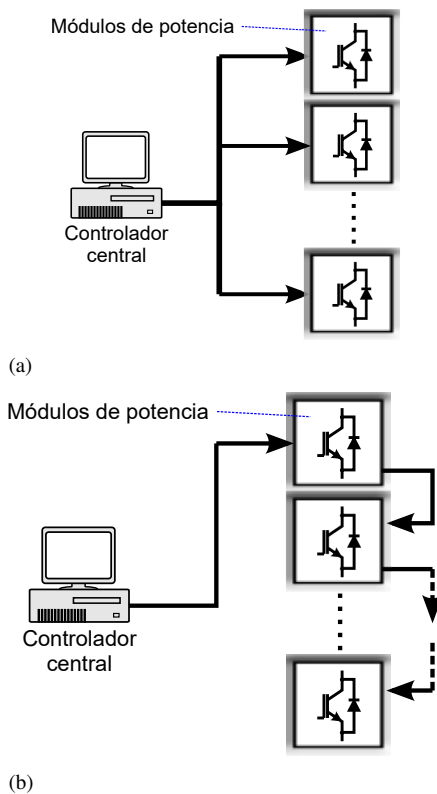 Módulos de potencia
Controlador
central
(a)
Módulos de potencia
Controlador
central
(b)